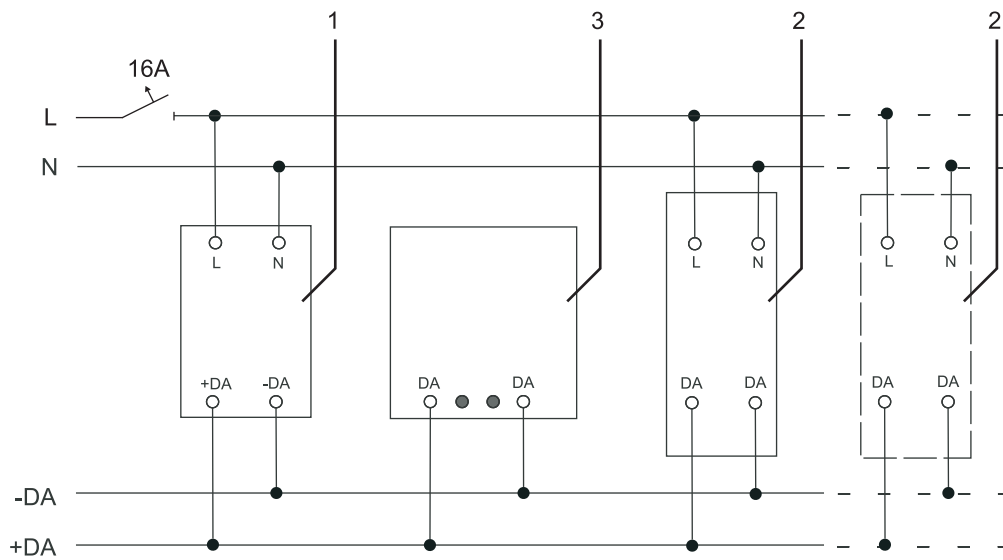 1 3 2 2
16A
L
N
L N L N L N
+DA -DA DA DA DA DA DA DA
-DA
+DA